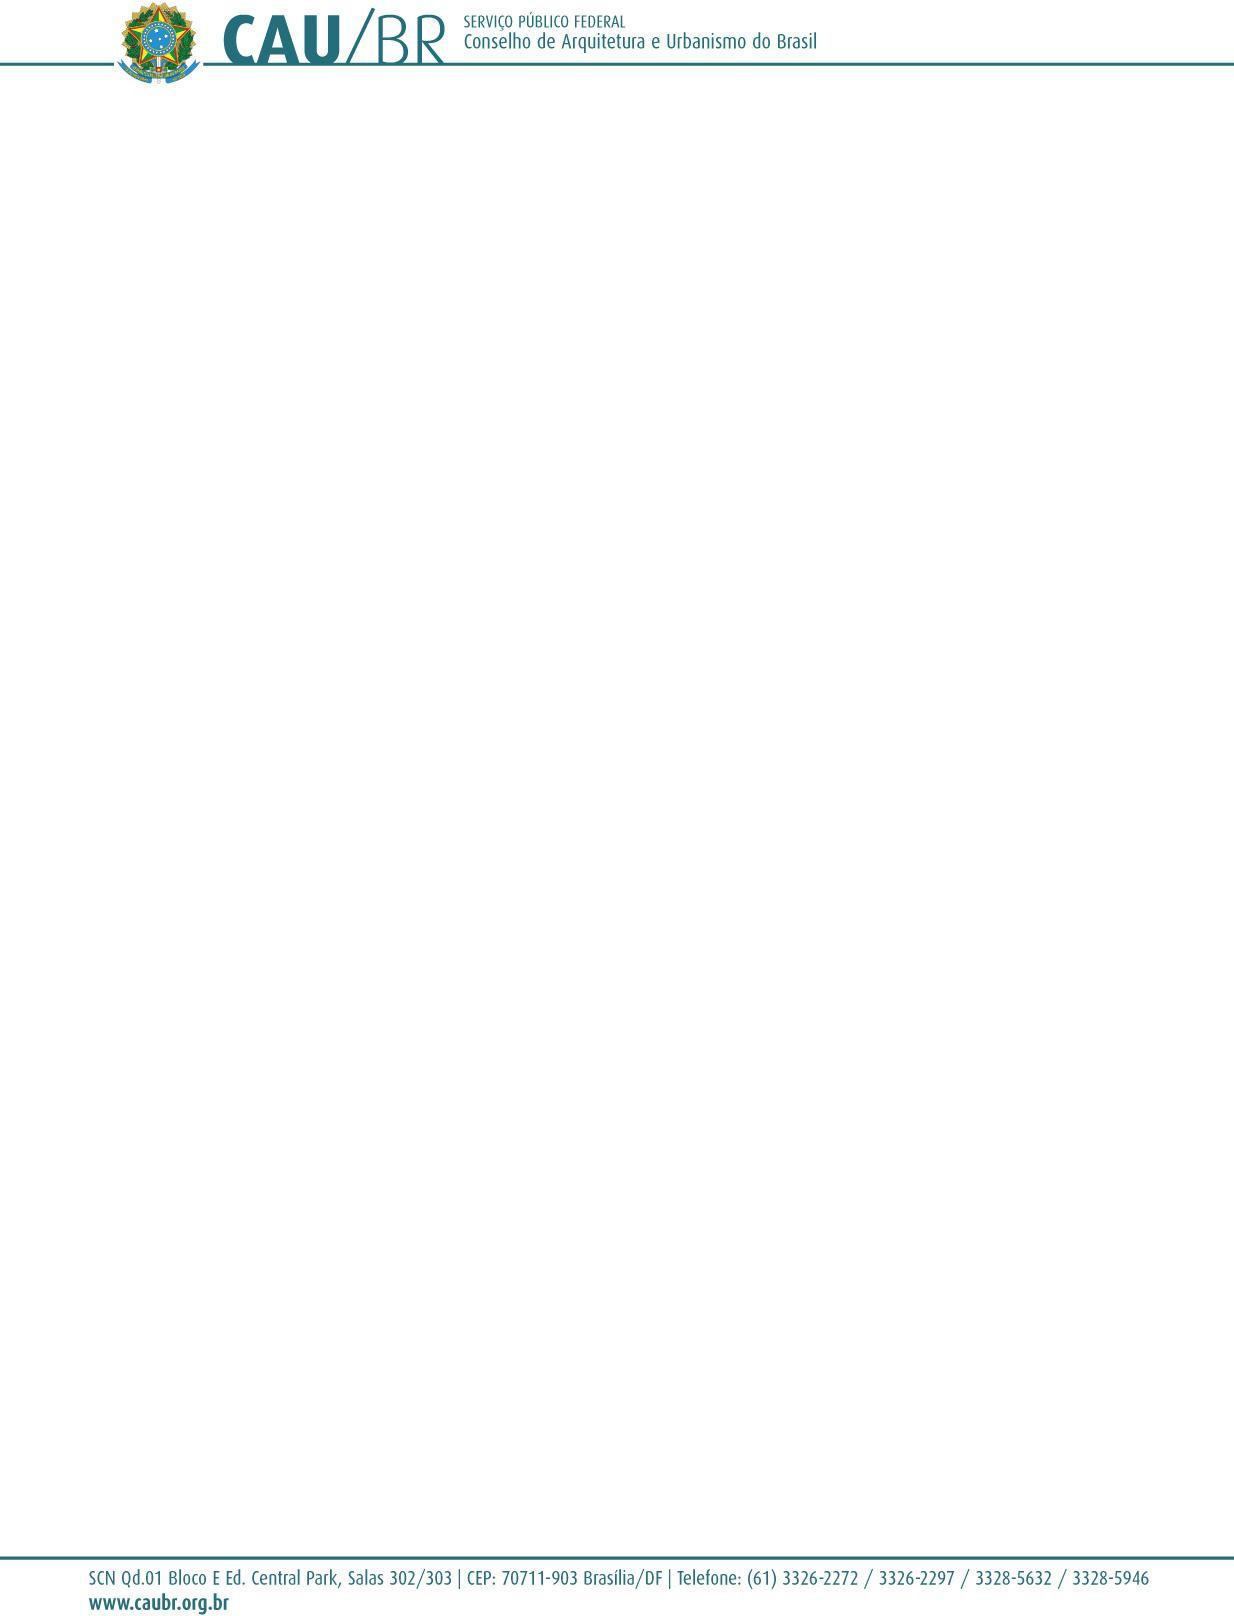 CAU/BR
SERVIÇO PÚBLICO FEDERAL
Conselho de Arquitetura e Urbanismo do Brasil
SCN Qd.01 Bloco E Ed. Central Park, Salas 302/303 | CEP: 70711-903 Brasília/DF | Telefone: (61) 3326-2272 / 3326-2297 / 3328-5632 / 3328-5946
www.caubr.org.br